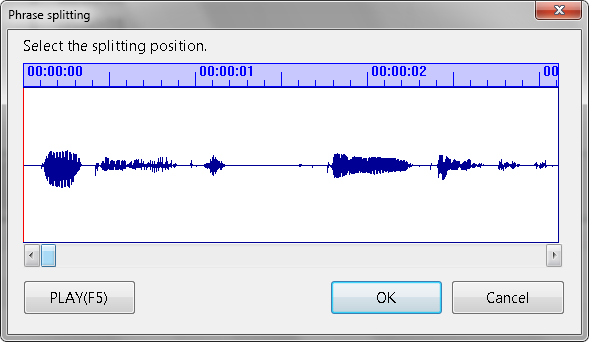 Phrase splitting
Select the splitting position.
00:00:00 00:00:01 00:00:02 00
PLAY(F5) OK Cancel